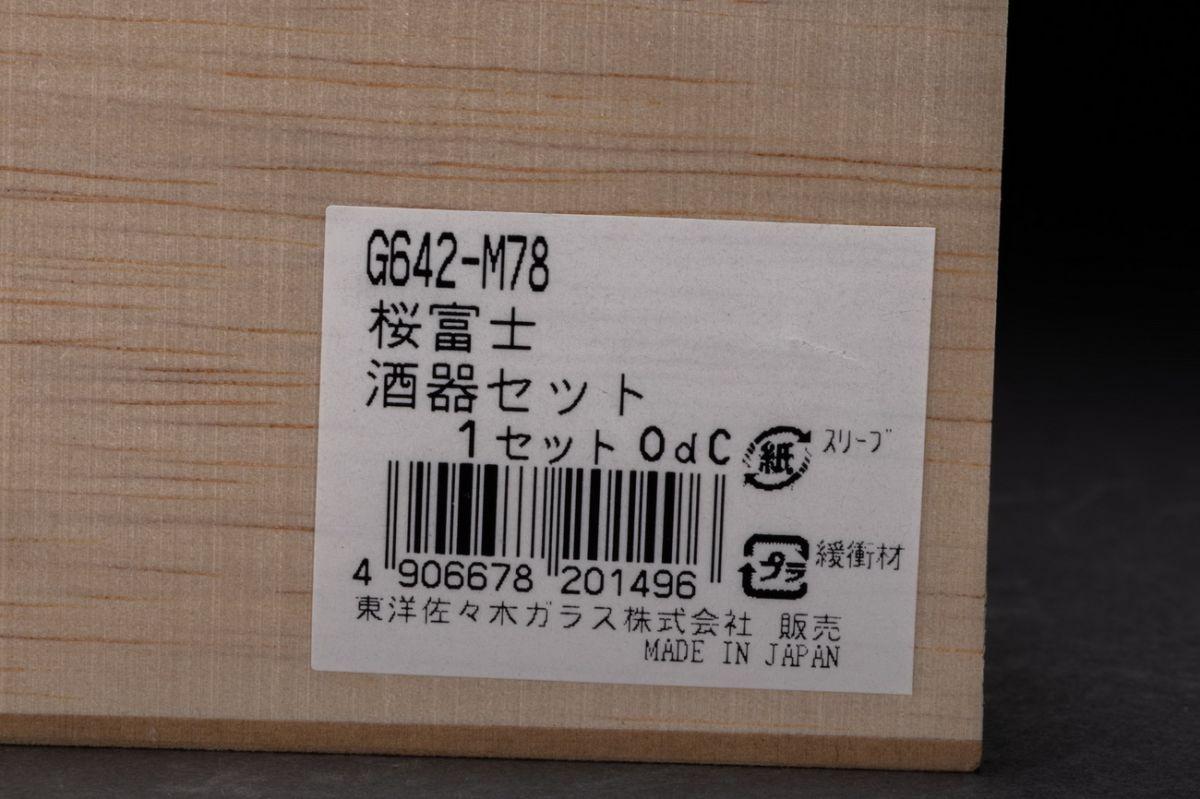 G642-M78
桜富士
酒器セット
1セット OdC
紙 スリーブ
4 906678 201496
プラ 緩衝材
東洋佐々木ガラス株式会社 販売
MADE IN JAPAN